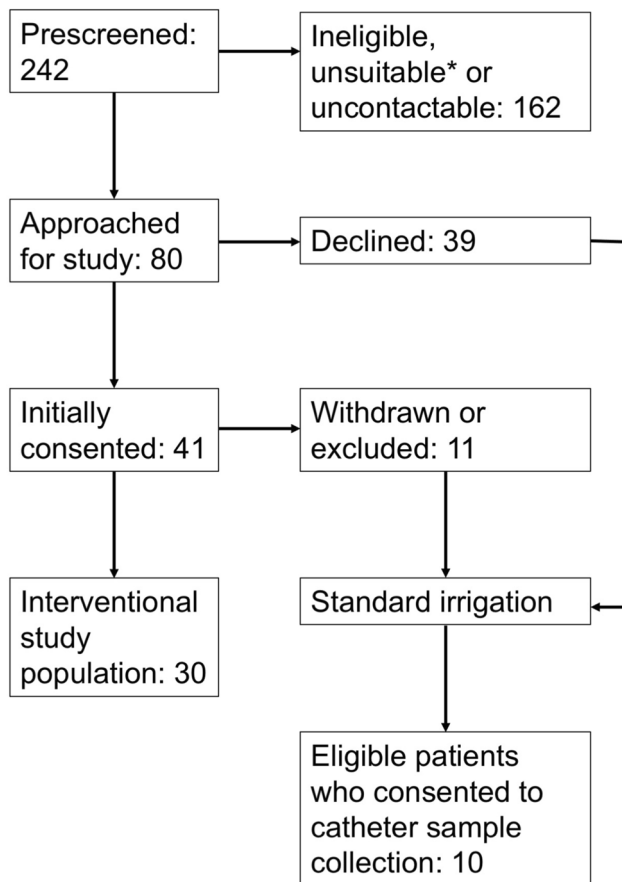 Prescreened:
242
Ineligible,
unsuitable* or
uncontactable: 162
Approached
for study: 80
Declined: 39
Initially
consented: 41
Withdrawn or
excluded: 11
Interventional
study
population: 30
Standard irrigation
Eligible patients
who consented to
catheter sample
collection: 10